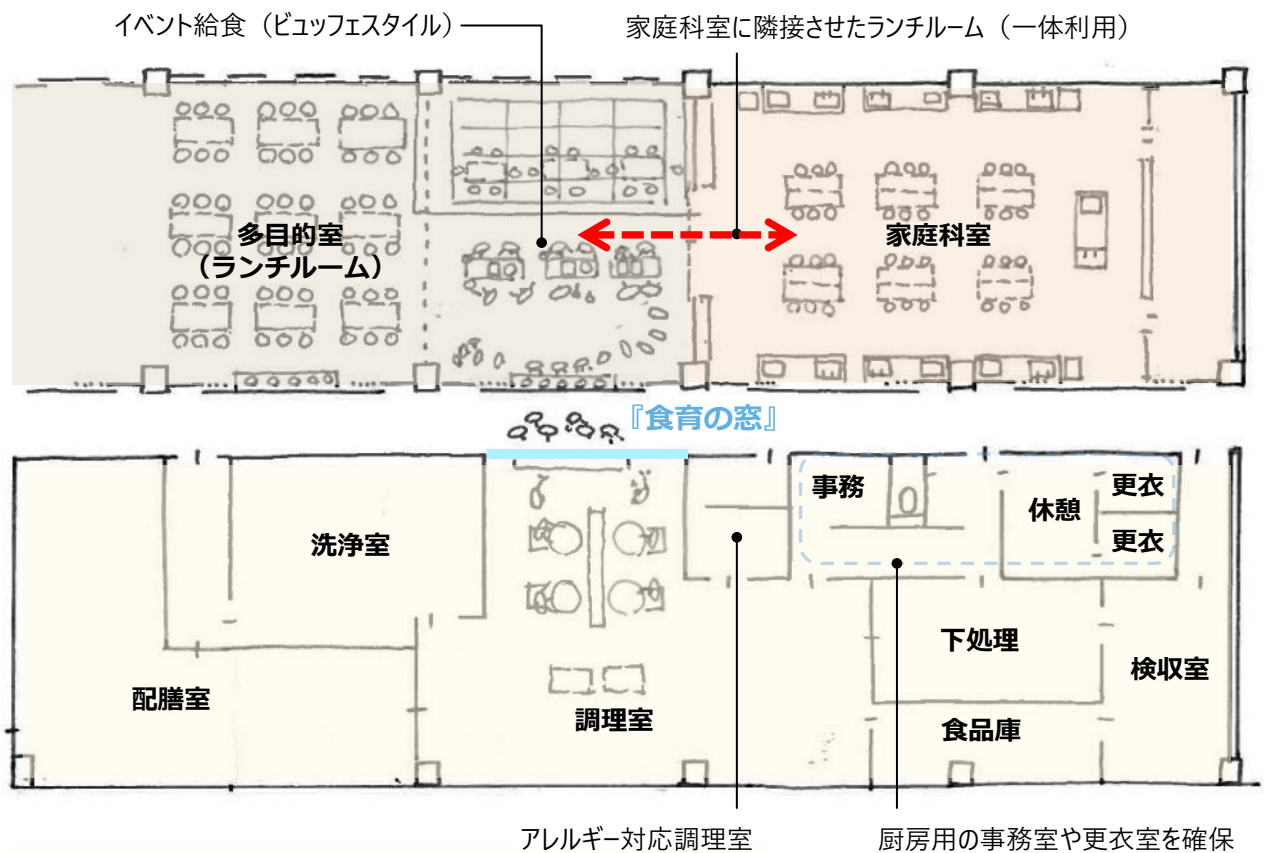 イベント給食（ビュッフェスタイル）
家庭科室に隣接させたランチルーム（一体利用）
多目的室
（ランチルーム）
家庭科室
『食育の窓』
事務
休憩
更衣
更衣
洗浄室
下処理
検収室
配膳室
調理室
食品庫
アレルギー対応調理室
厨房用の事務室や更衣室を確保